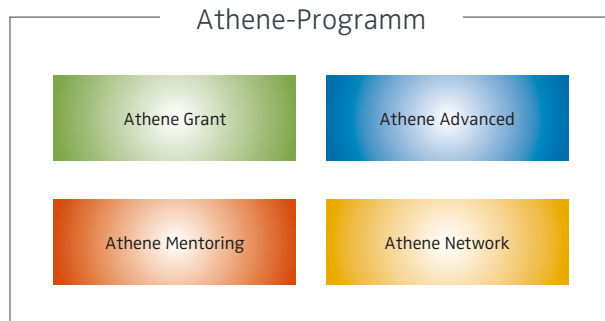 Athene-Programm
Athene Grant
Athene Advanced
Athene Mentoring
Athene Network